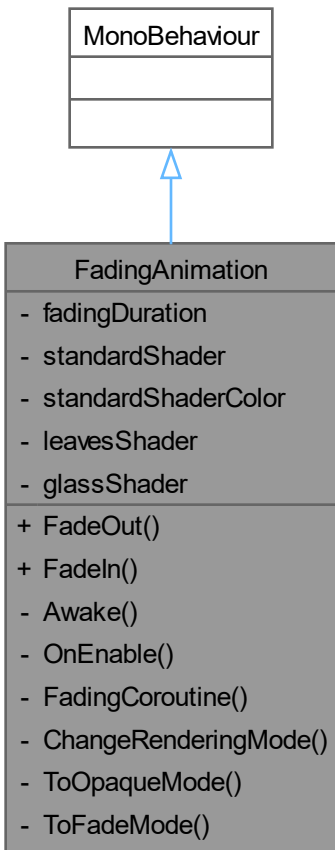 MonoBehaviour
FadingAnimation
- fadingDuration
- standardShader
- standardShaderColor
- leavesShader
- glassShader
+ FadeOut()
+ FadeIn()
- Awake()
- OnEnable()
- FadingCoroutine()
- ChangeRenderingMode()
- ToOpaqueMode()
- ToFadeMode()